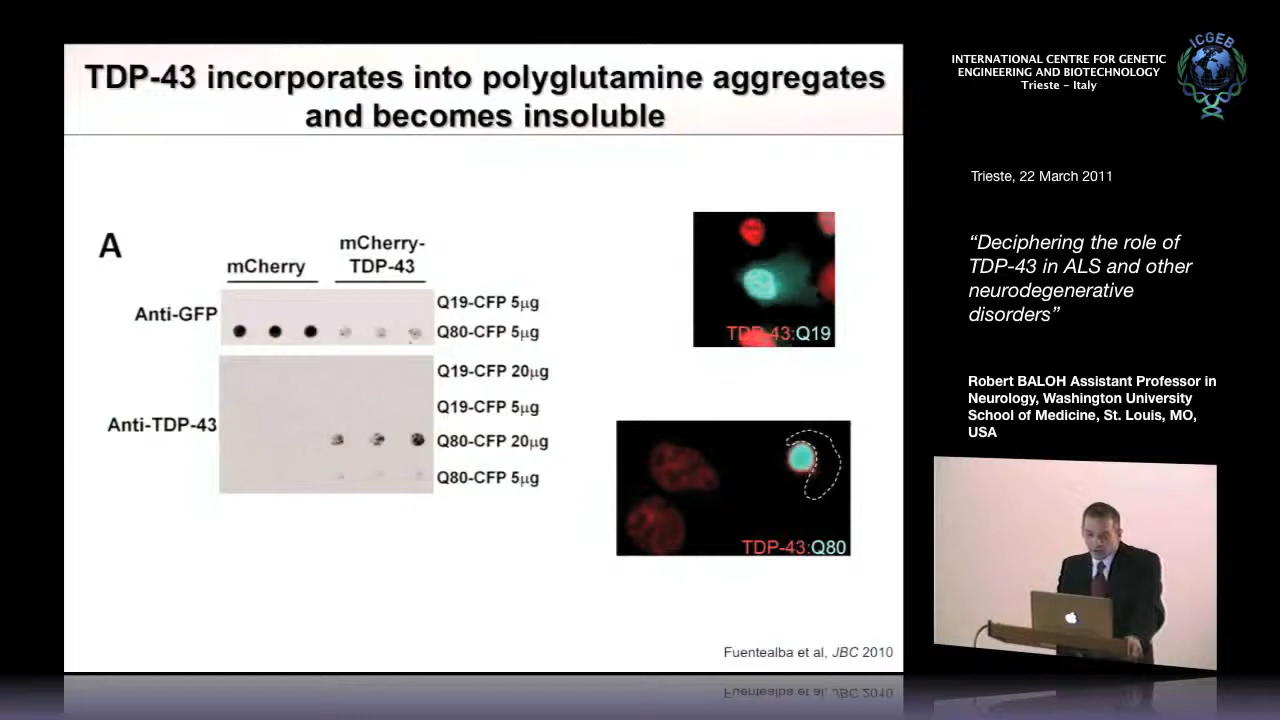 TDP-43 incorporates into polyglutamine aggregates
and becomes insoluble
A
mCherry
mCherry-
TDP-43
Anti-GFP
Q19-CFP 5µg
Q80-CFP 5µg
Anti-TDP-43
Q19-CFP 20µg
Q19-CFP 5µg
Q80-CFP 20µg
Q80-CFP 5µg
TDP-43:Q19
TDP-43:Q80
Fuentealba et al, JBC 2010
INTERNATIONAL CENTRE FOR GENETIC
ENGINEERING AND BIOTECHNOLOGY
Trieste - Italy
ICGEB
Trieste, 22 March 2011
“Deciphering the role of
TDP-43 in ALS and other
neurodegenerative
disorders”
Robert BALOH Assistant Professor in
Neurology, Washington University
School of Medicine, St. Louis, MO,
USA